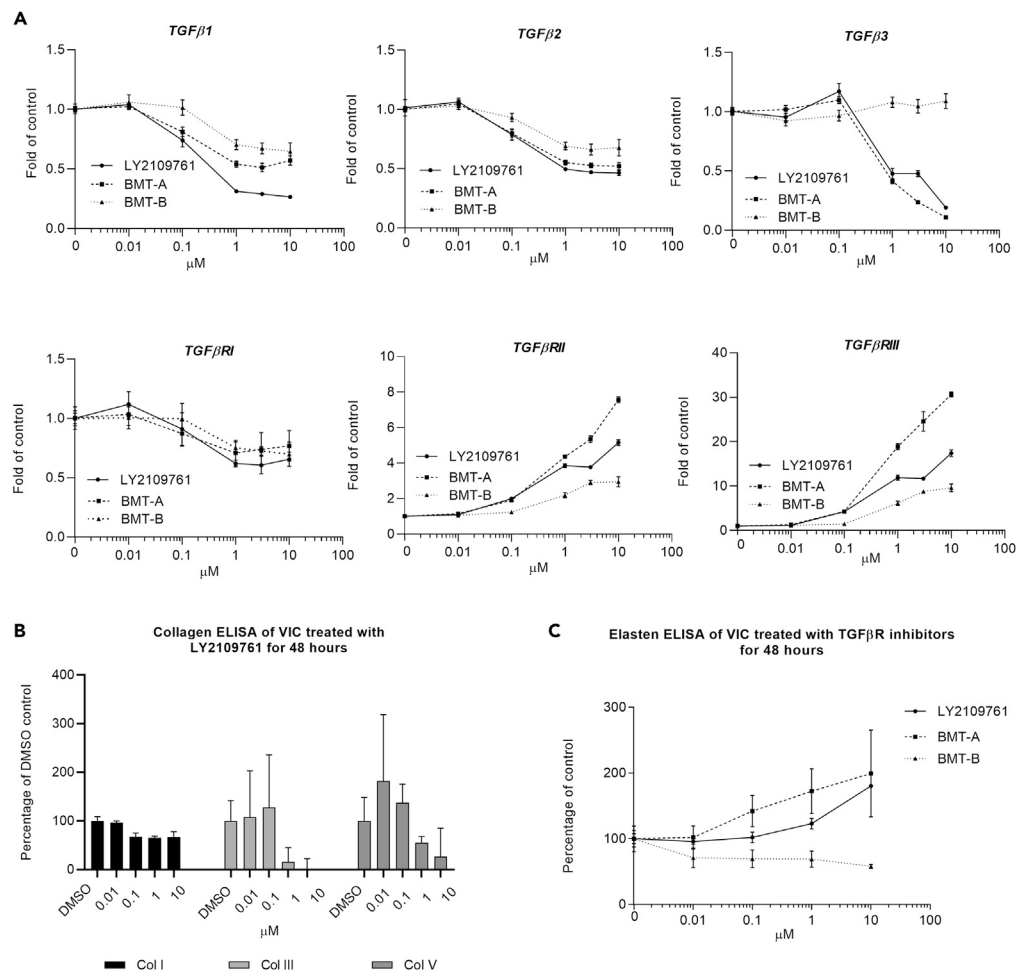 A
TGFβ1
1.5
1.0
0.5
0.0
Fold of control
LY2109761
BMT-A
BMT-B
0 0.01 0.1 1 10 100
μM
TGFβ2
1.5
1.0
0.5
0.0
Fold of control
LY2109761
BMT-A
BMT-B
0 0.01 0.1 1 10 100
μM
TGFβ3
1.5
1.0
0.5
0.0
Fold of control
LY2109761
BMT-A
BMT-B
0 0.01 0.1 1 10 100
μM
TGFβRI
1.5
1.0
0.5
0.0
Fold of control
LY2109761
BMT-A
BMT-B
0 0.01 0.1 1 10 100
μM
TGFβRII
10
8
6
4
2
0
Fold of control
LY2109761
BMT-A
BMT-B
0 0.01 0.1 1 10 100
μM
TGFβRIII
40
30
20
10
0
Fold of control
LY2109761
BMT-A
BMT-B
0 0.01 0.1 1 10 100
μM
B
Collagen ELISA of VIC treated with
LY2109761 for 48 hours
400
300
200
100
0
Percentage of DMSO control
DMSO 0.01 0.1 1 10 DMSO 0.01 0.1 1 10 DMSO 0.01 0.1 1 10
μM
Col I Col III Col V
C
Elasten ELISA of VIC treated with TGFβR inhibitors
for 48 hours
300
200
100
0
Percentage of control
LY2109761
BMT-A
BMT-B
0 0.01 0.1 1 10 100
μM